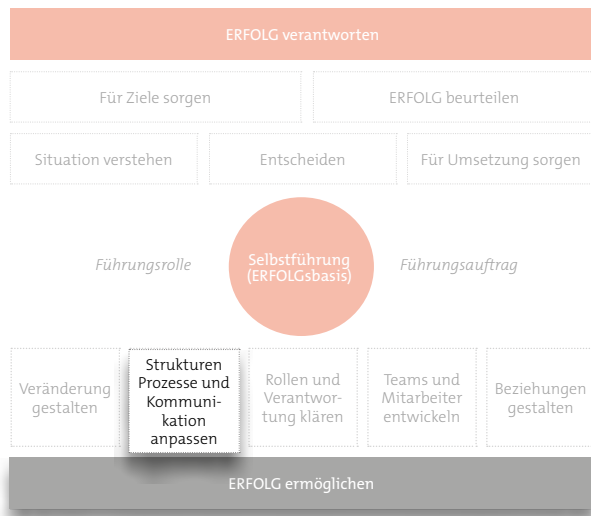 ERFOLG verantworten
Für Ziele sorgen
ERFOLG beurteilen
Situation verstehen
Entscheiden
Für Umsetzung sorgen
Führungsrolle
Selbstführung
(ERFOLGsbasis)
Führungsauftrag
Veränderung
gestalten
Strukturen
Prozesse und
Kommuni-
kation
anpassen
Rollen und
Verantwor-
tung klären
Teams und
Mitarbeiter
entwickeln
Beziehungen
gestalten
ERFOLG ermöglichen